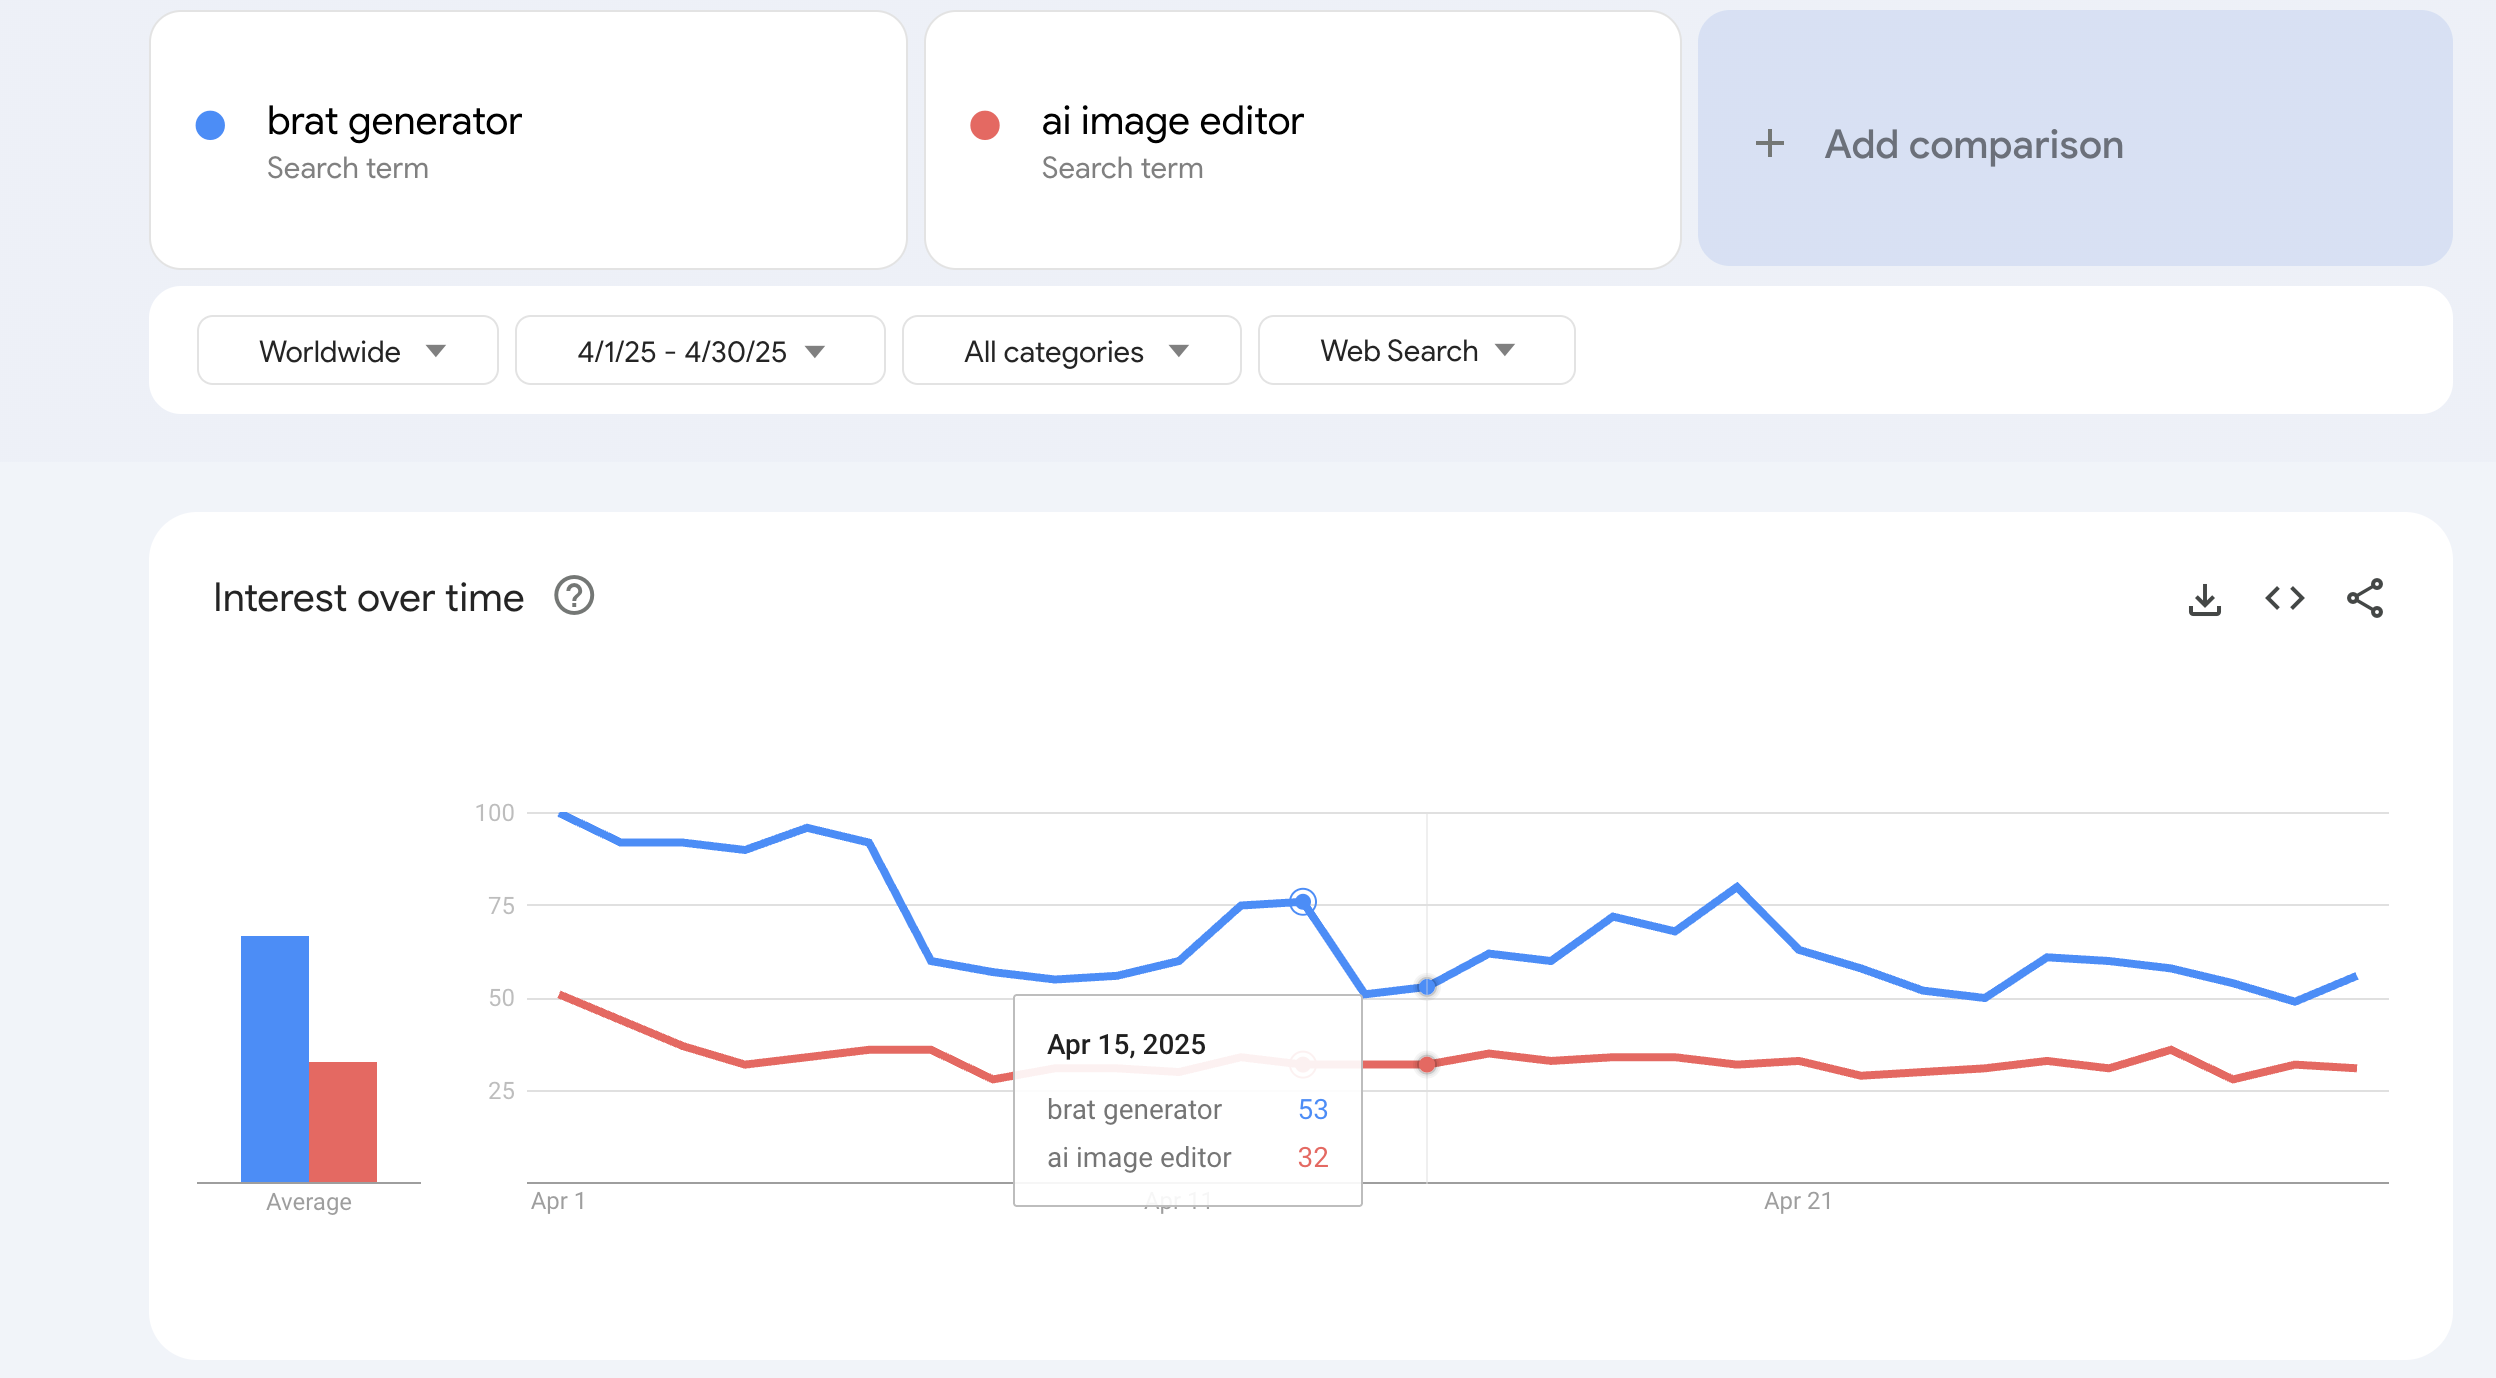 brat generator
Search term
ai image editor
Search term
+ Add comparison
Worldwide
4/1/25 - 4/30/25
All categories
Web Search
Interest over time
100
75
50
25
Average
Apr 1
Apr 11
Apr 21
Apr 15, 2025
brat generator 53
ai image editor 32